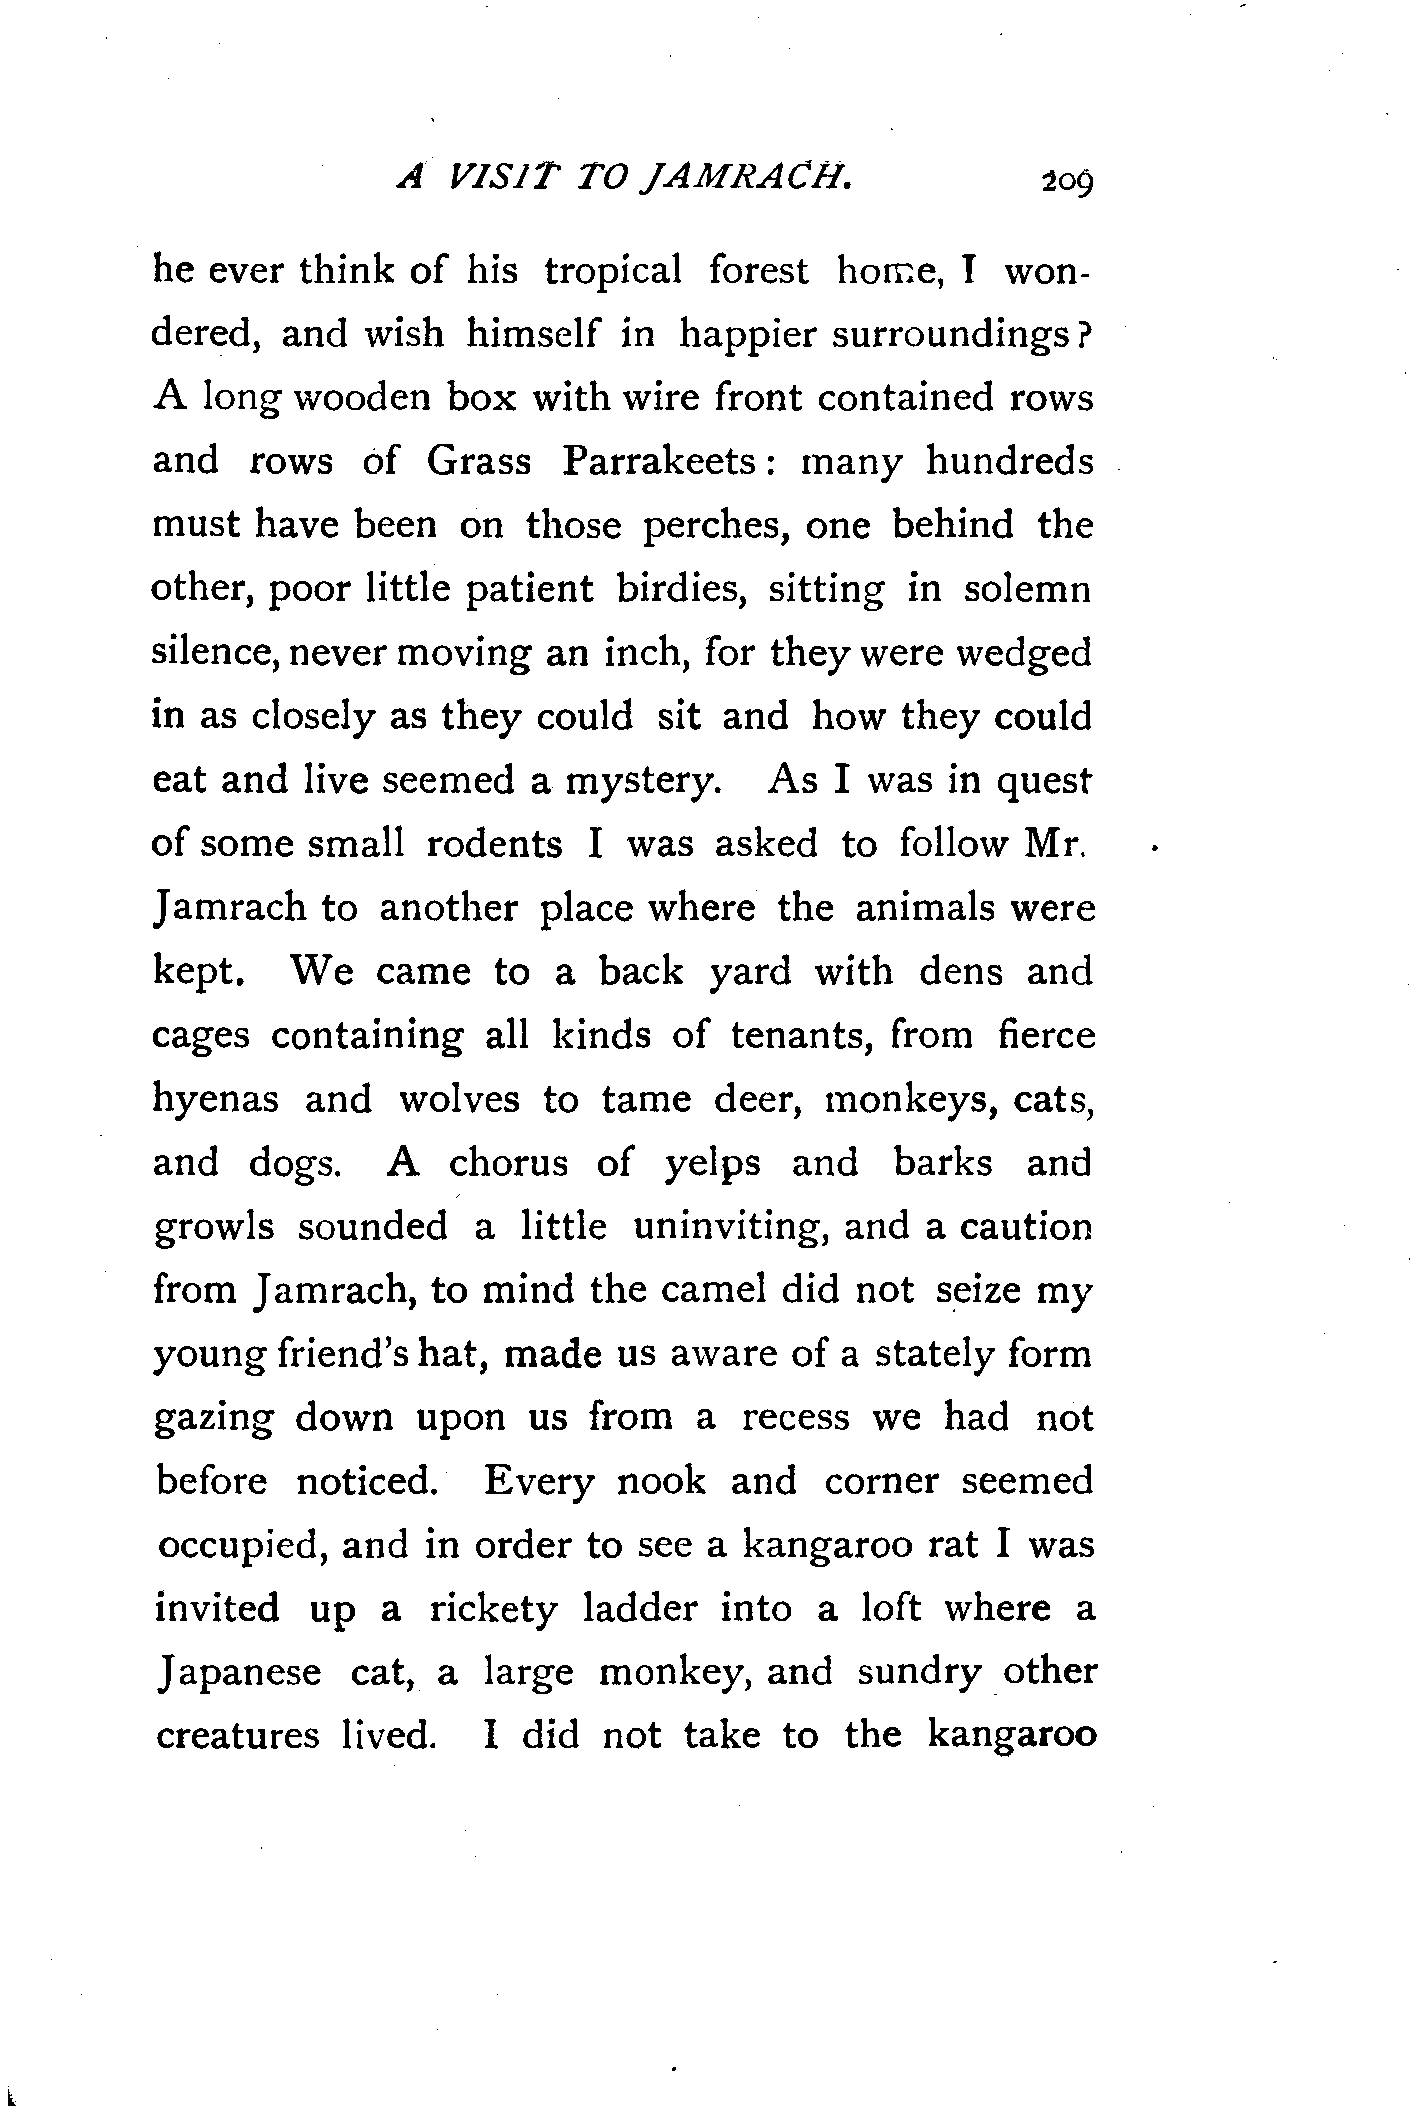 A VISIT TO JAMRACH. 209
he ever think of his tropical forest home, I won-
dered, and wish himself in happier surroundings?
A long wooden box with wire front contained rows
and rows of Grass Parrakeets: many hundreds
must have been on those perches, one behind the
other, poor little patient birdies, sitting in solemn
silence, never moving an inch, for they were wedged
in as closely as they could sit and how they could
eat and live seemed a mystery. As I was in quest
of some small rodents I was asked to follow Mr.
Jamrach to another place where the animals were
kept. We came to a back yard with dens and
cages containing all kinds of tenants, from fierce
hyenas and wolves to tame deer, monkeys, cats,
and dogs. A chorus of yelps and barks and
growls sounded a little uninviting, and a caution
from Jamrach, to mind the camel did not seize my
young friend's hat, made us aware of a stately form
gazing down upon us from a recess we had not
before noticed. Every nook and corner seemed
occupied, and in order to see a kangaroo rat I was
invited up a rickety ladder into a loft where a
Japanese cat, a large monkey, and sundry other
creatures lived. I did not take to the kangaroo